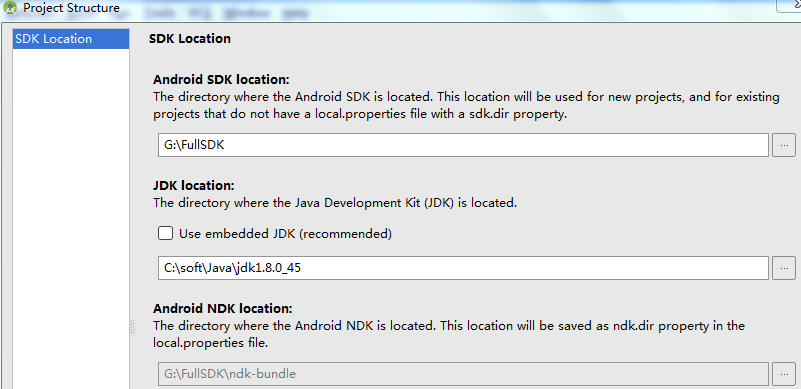 Project Structure
Tools VCS Window Help
SDK Location
SDK Location
Android SDK location:
The directory where the Android SDK is located. This location will be used for new projects, and for existing
projects that do not have a local.properties file with a sdk.dir property.
G:\FullSDK
...
JDK location:
The directory where the Java Development Kit (JDK) is located.
Use embedded JDK (recommended)
C:\soft\Java\jdk1.8.0_45
...
Android NDK location:
The directory where the Android NDK is located. This location will be saved as ndk.dir property in the
local.properties file.
G:\FullSDK\ndk-bundle
...